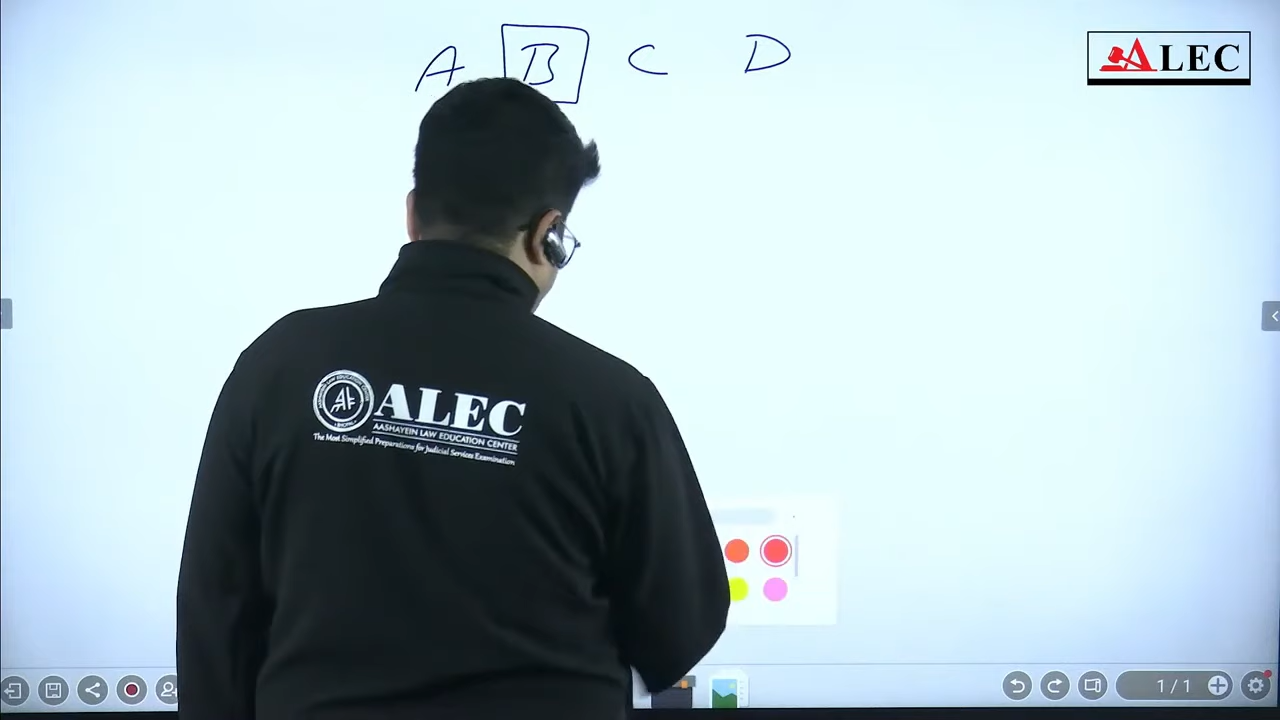 A B C D
ALEC
ALEC
AASHAYEIN LAW EDUCATION CENTER
The Most Simplified Preparations for Judicial Services Examination
1/1